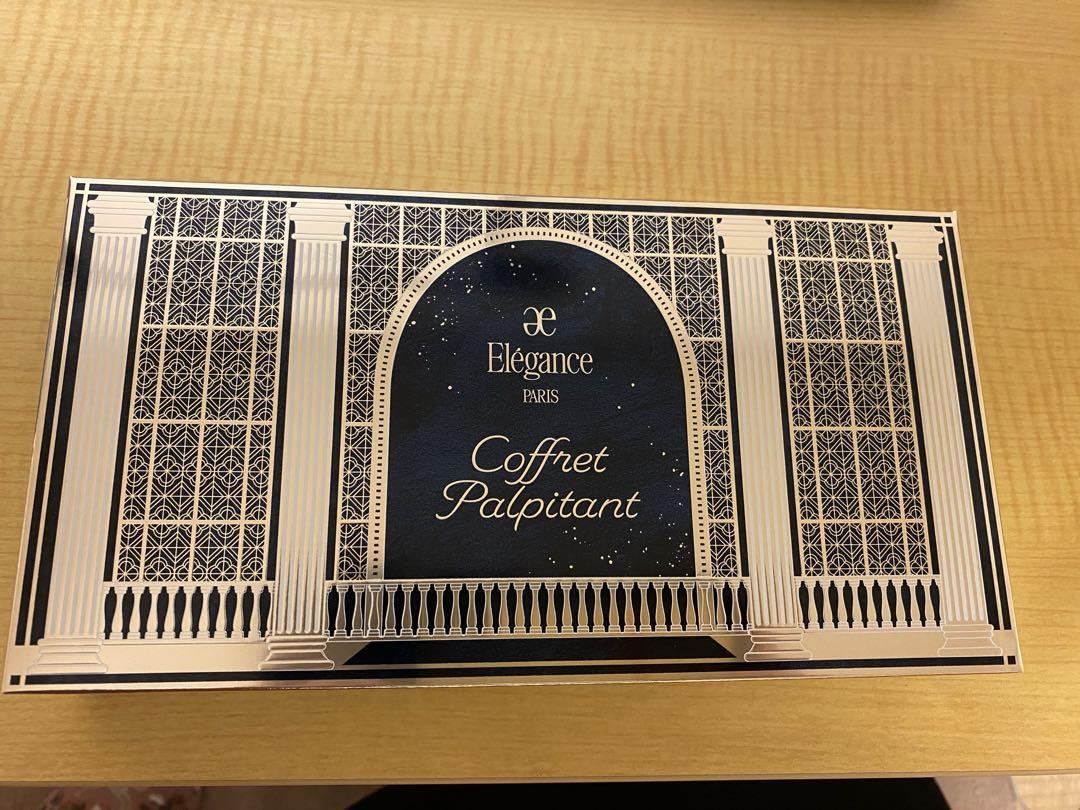 æ
Elégance
PARIS
Coffret
Palpitant